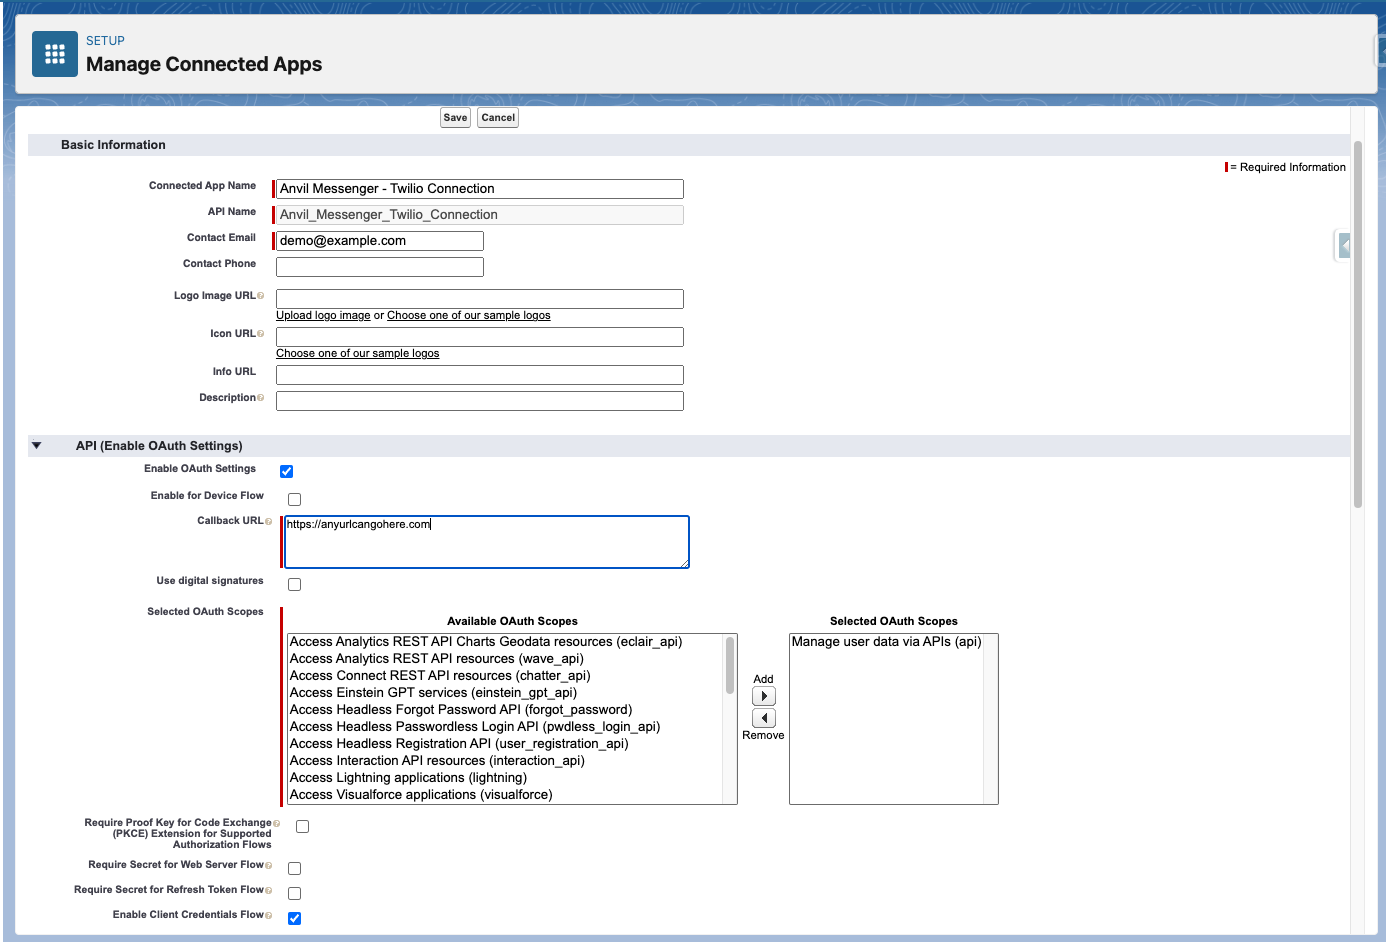 SETUP
Manage Connected Apps
Save Cancel
Basic Information
= Required Information
Connected App Name Anvil Messenger - Twilio Connection
API Name Anvil_Messenger_Twilio_Connection
Contact Email demo@example.com
Contact Phone
Logo Image URL
Upload logo image or Choose one of our sample logos
Icon URL
Choose one of our sample logos
Info URL
Description
API (Enable OAuth Settings)
Enable OAuth Settings
Enable for Device Flow
Callback URL https://anyurlcangohere.com
Use digital signatures
Selected OAuth Scopes
Available OAuth Scopes
Access Analytics REST API Charts Geodata resources (eclair_api)
Access Analytics REST API resources (wave_api)
Access Connect REST API resources (chatter_api)
Access Einstein GPT services (einstein_gpt_api)
Access Headless Forgot Password API (forgot_password)
Access Headless Passwordless Login API (pwdless_login_api)
Access Headless Registration API (user_registration_api)
Access Interaction API resources (interaction_api)
Access Lightning applications (lightning)
Access Visualforce applications (visualforce)
Add
Remove
Selected OAuth Scopes
Manage user data via APIs (api)
Require Proof Key for Code Exchange
(PKCE) Extension for Supported
Authorization Flows
Require Secret for Web Server Flow
Require Secret for Refresh Token Flow
Enable Client Credentials Flow